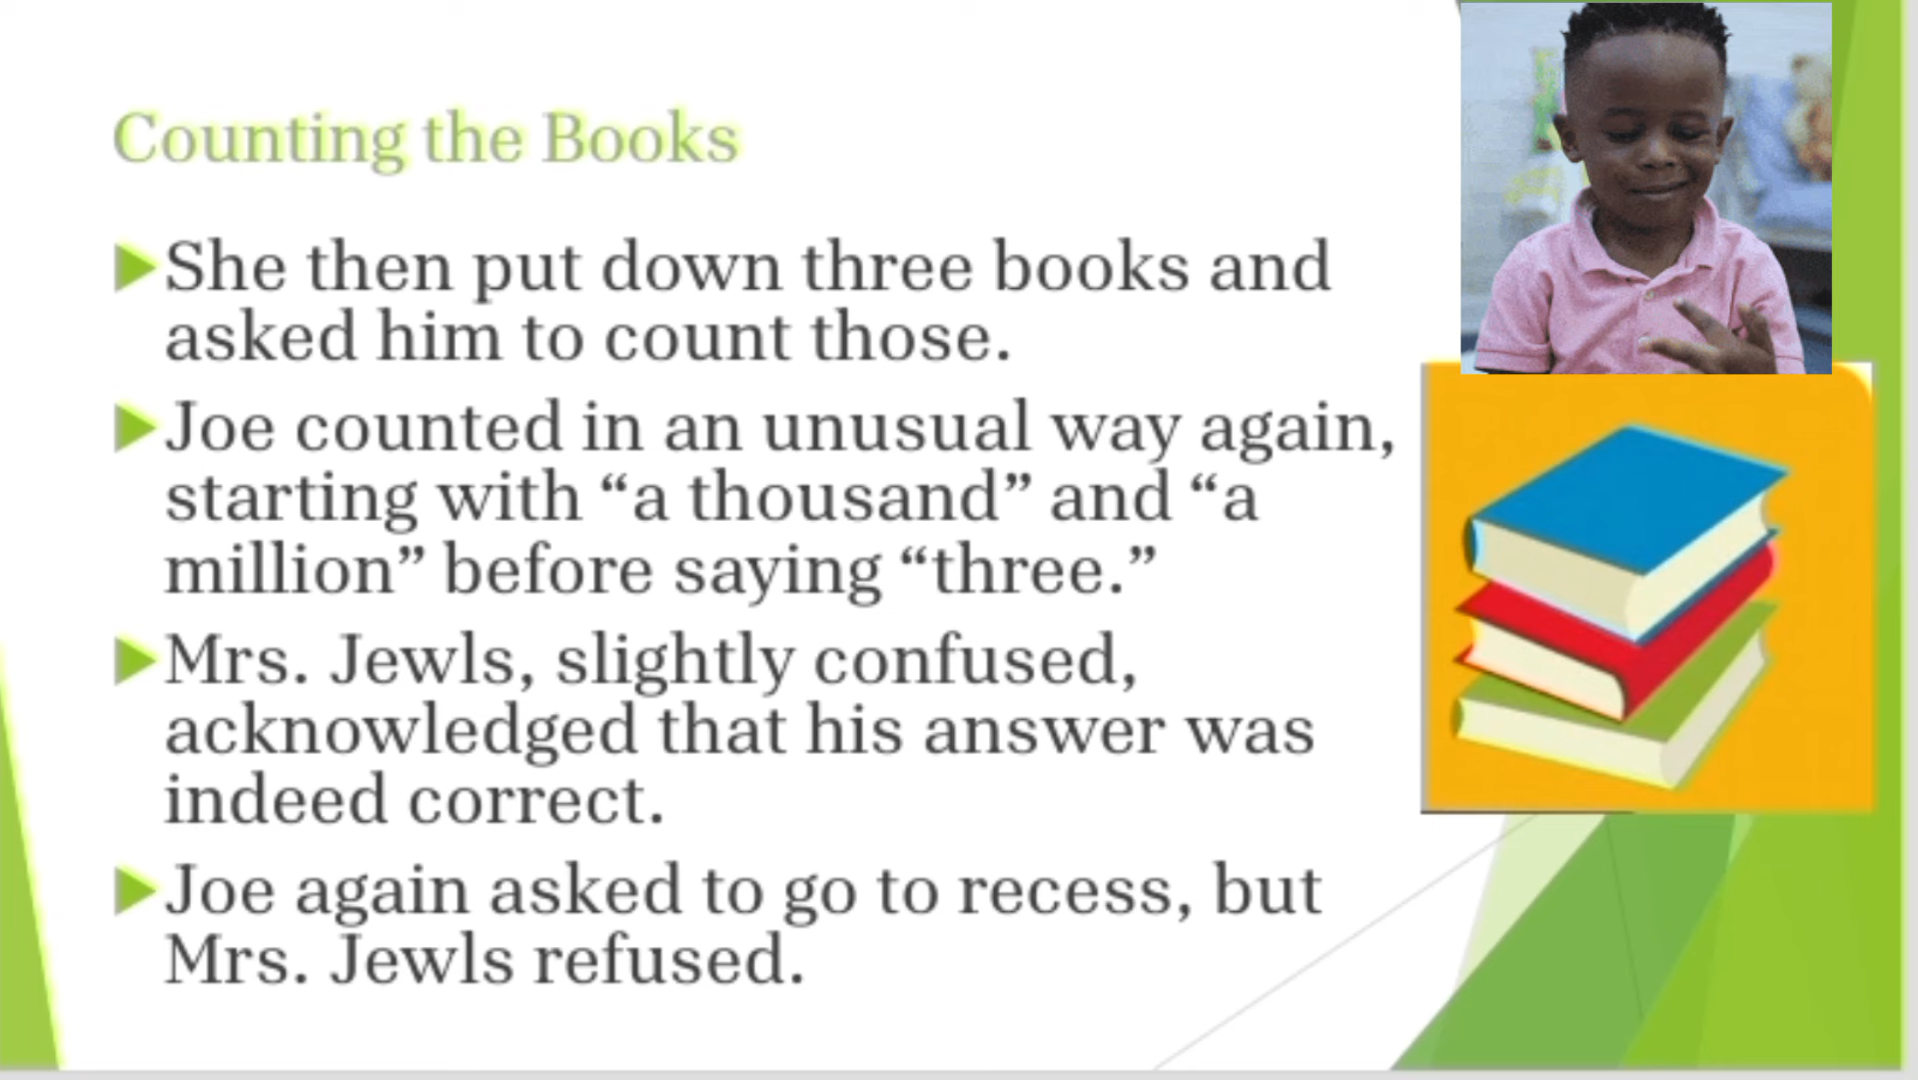 Counting the Books
She then put down three books and
asked him to count those.
Joe counted in an unusual way again,
starting with “a thousand” and “a
million” before saying “three.”
Mrs. Jewls, slightly confused,
acknowledged that his answer was
indeed correct.
Joe again asked to go to recess, but
Mrs. Jewls refused.